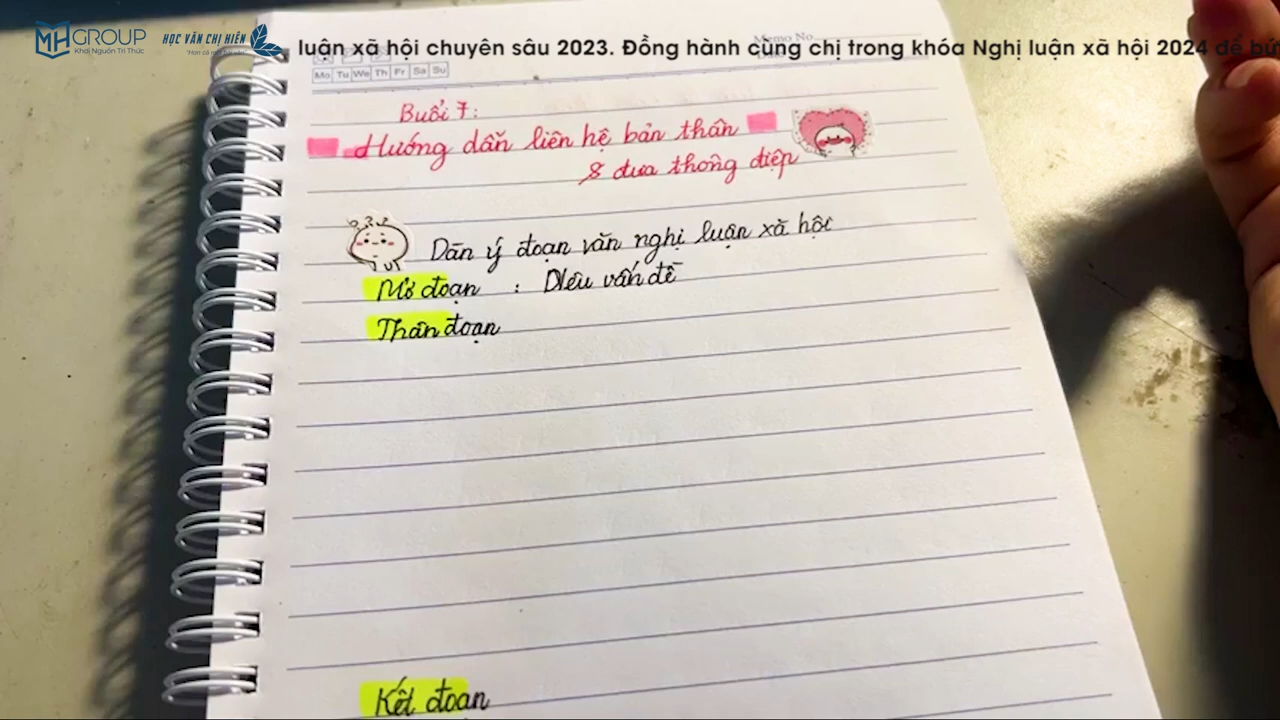 MH GROUP
Khơi Nguồn Tri Thức
HỌC VĂN CHỊ HIÊN
luận xã hội chuyên sâu 2023. Đồng hành cùng chị trong khóa Nghị luận xã hội 2024 để bứ
Memo No.
Mo Tu We Th Fr Sa Su
Buổi 7:
Hướng dẫn liên hệ bản thân
& đưa thông điệp
Dàn ý đoạn văn nghị luận xã hội
Mở đoạn : Nêu vấn đề
Thân đoạn
Kết đoạn